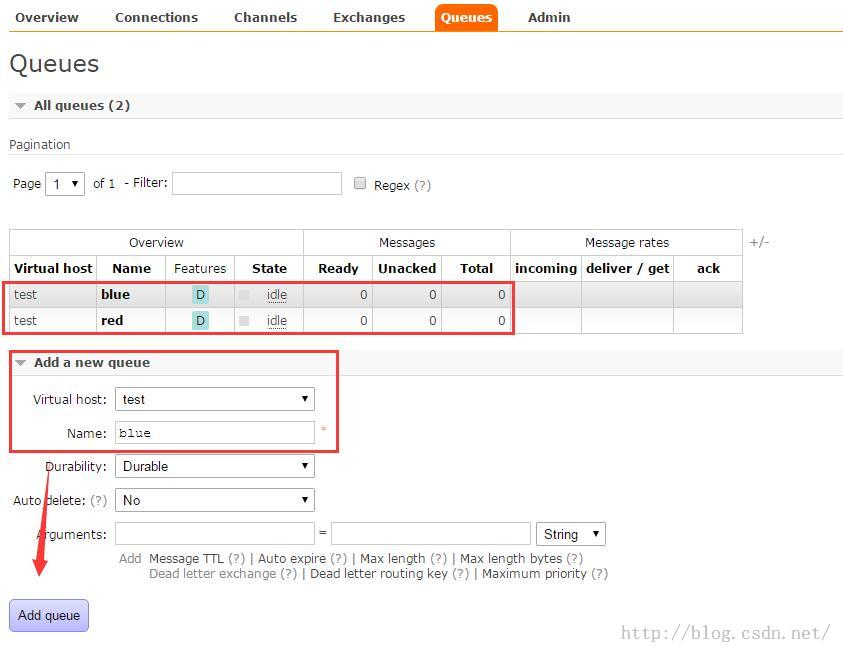 Overview Connections Channels Exchanges Queues Admin
Queues
All queues (2)
Pagination
Page 1 of 1 - Filter: Regex (?)
Overview Messages Message rates +/-
Virtual host Name Features State Ready Unacked Total incoming deliver / get ack
test blue D idle 0 0 0
test red D idle 0 0 0
Add a new queue
Virtual host: test
Name: blue *
Durability: Durable
Auto delete: (?) No
Arguments: = String
Add Message TTL (?) | Auto expire (?) | Max length (?) | Max length bytes (?)
Dead letter exchange (?) | Dead letter routing key (?) | Maximum priority (?)
Add queue
http://blog.csdn.net/